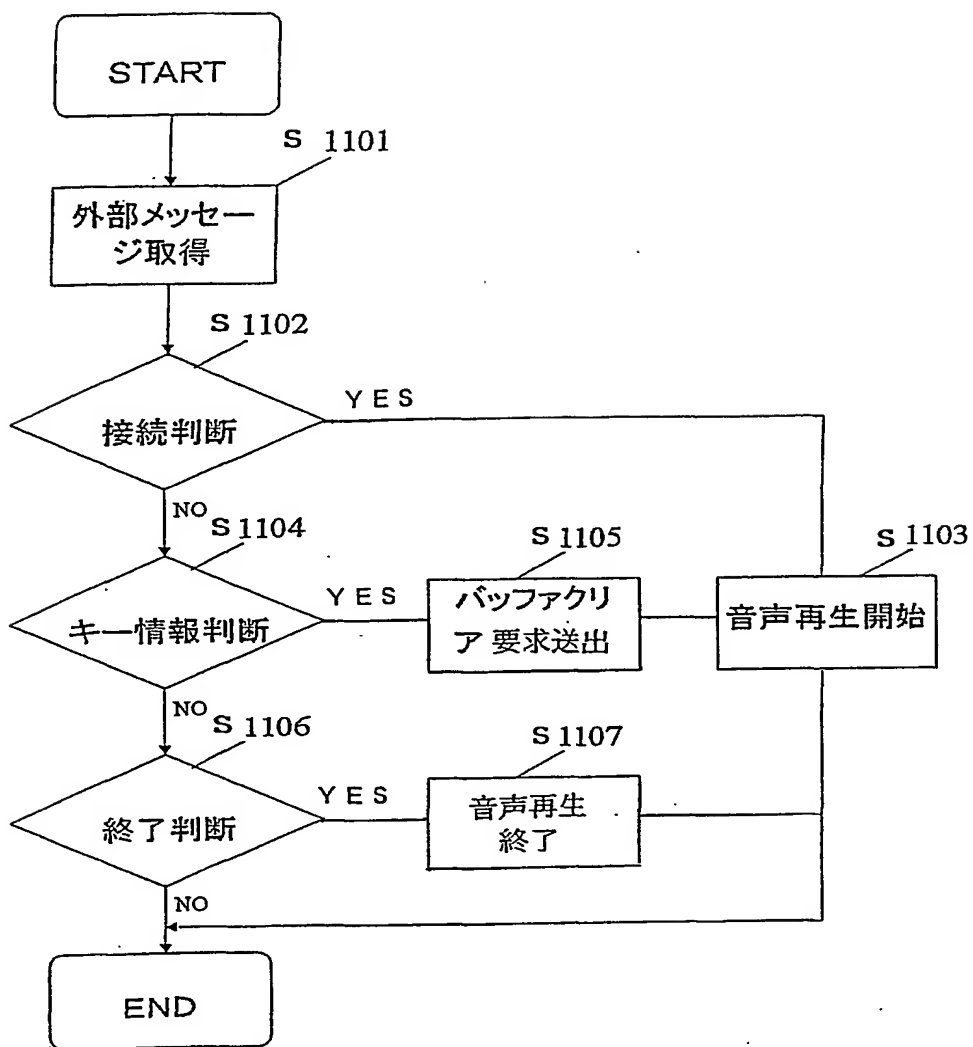 START
S 1101
外部メッセー
ジ取得
S 1102
YES
接続判断
NO
S 1104
S 1105
S 1103
YES
キー情報判断
バッファクリ
ア 要求送出
音声再生開始
NO
S 1106
S 1107
YES
終了判断
音声再生
終了
NO
END